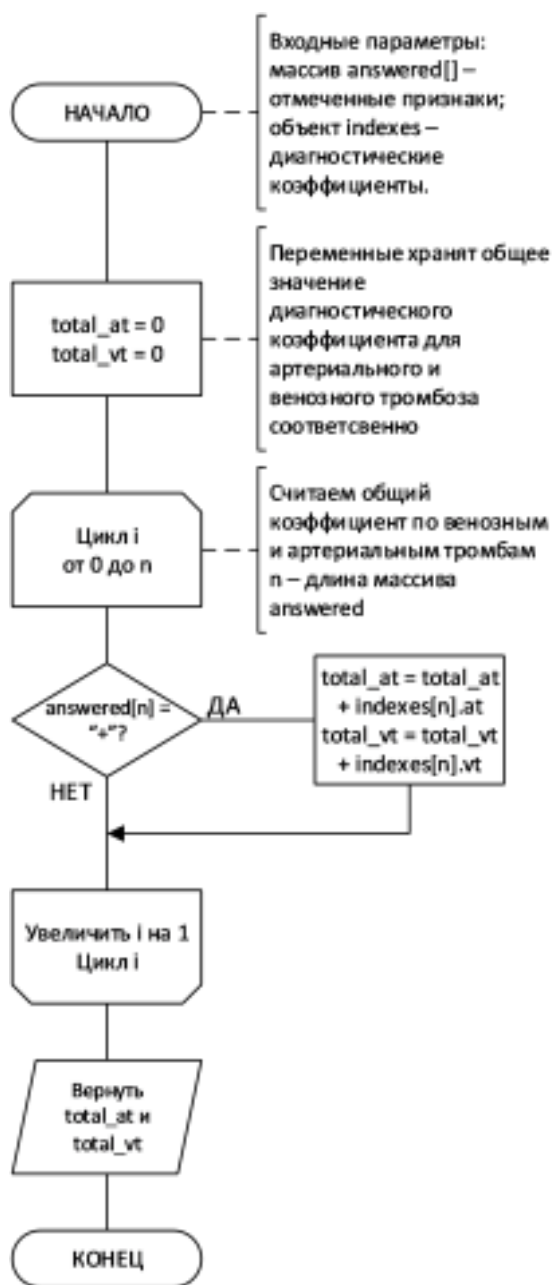 НАЧАЛО
Входные параметры:
массив answered[] –
отмеченные признаки;
объект indexes –
диагностические
коэффициенты.
total_at = 0
total_vt = 0
Переменные хранят общее
значение
диагностического
коэффициента для
артериального и
венозного тромбоза
соответсвенно
Цикл i
от 0 до n
Считаем общий
коэффициент по венозным
и артериальным тромбам
n – длина массива
answered
answered[n] =
"+"?
ДА
total_at = total_at
+ indexes[n].at
total_vt = total_vt
+ indexes[n].vt
НЕТ
Увеличить i на 1
Цикл i
Вернуть
total_at и
total_vt
КОНЕЦ